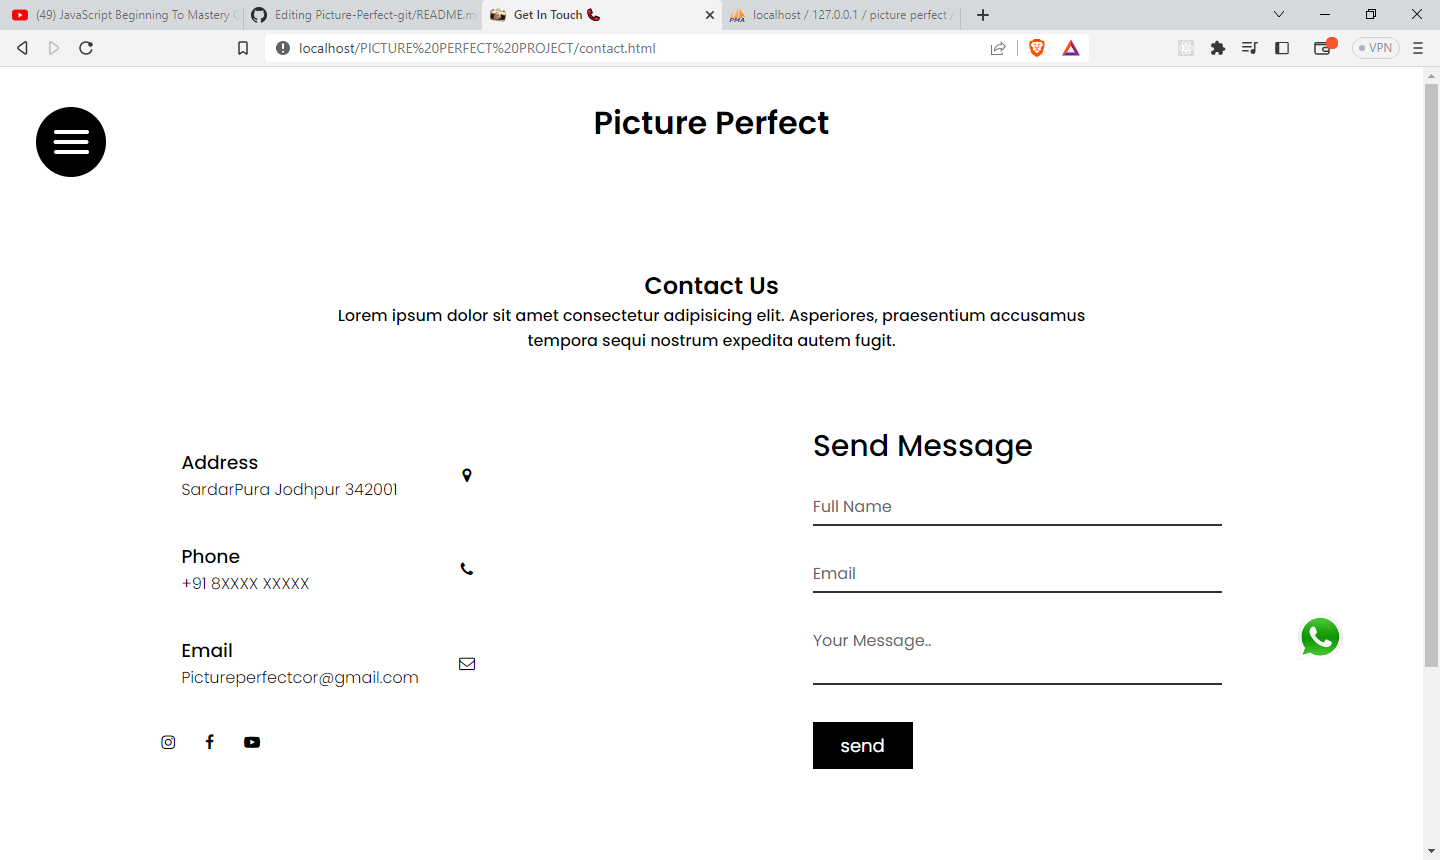 (49) JavaScript Beginning To Mastery
Editing Picture-Perfect-git/README.m
Get In Touch
localhost / 127.0.0.1 / picture perfect /
localhost/PICTURE%20PERFECT%20PROJECT/contact.html
VPN
Picture Perfect
Contact Us
Lorem ipsum dolor sit amet consectetur adipisicing elit. Asperiores, praesentium accusamus
tempora sequi nostrum expedita autem fugit.
Address
SardarPura Jodhpur 342001
Phone
+91 8XXXX XXXXX
Email
Pictureperfectcor@gmail.com
Send Message
Full Name
Email
Your Message..
send